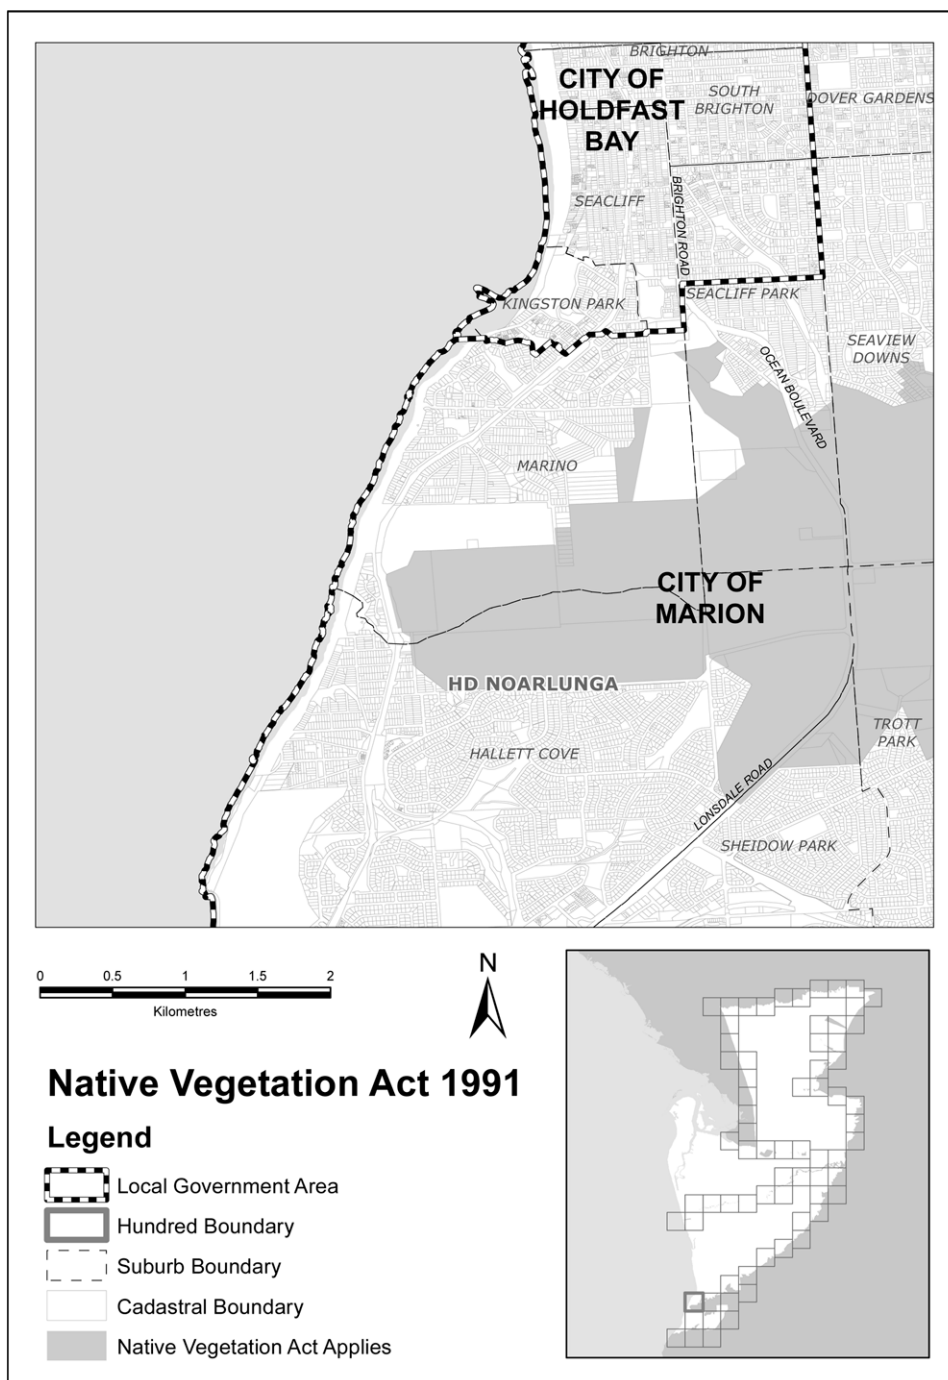 BRIGHTON
CITY OF
HOLDFAST
BAY
SOUTH
BRIGHTON
DOVER GARDENS
SEACLIFF
BRIGHTON ROAD
KINGSTON PARK
SEACLIFF PARK
SEAVIEW
DOWNS
OCEAN BOULEVARD
MARINO
CITY OF
MARION
HD NOARLUNGA
HALLETT COVE
TROTT
PARK
LONSDALE ROAD
SHEIDOW PARK
0 0.5 1 1.5 2
Kilometres
N
Native Vegetation Act 1991
Legend
Local Government Area
Hundred Boundary
Suburb Boundary
Cadastral Boundary
Native Vegetation Act Applies